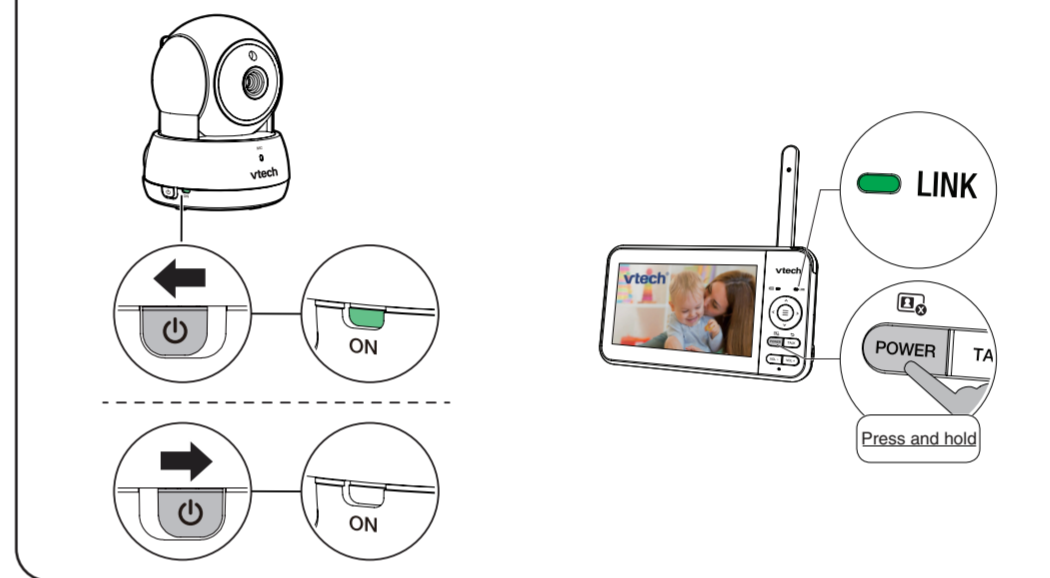 vtech
ON
ON
vtech
vtech
LINK
POWER
TA
Press and hold